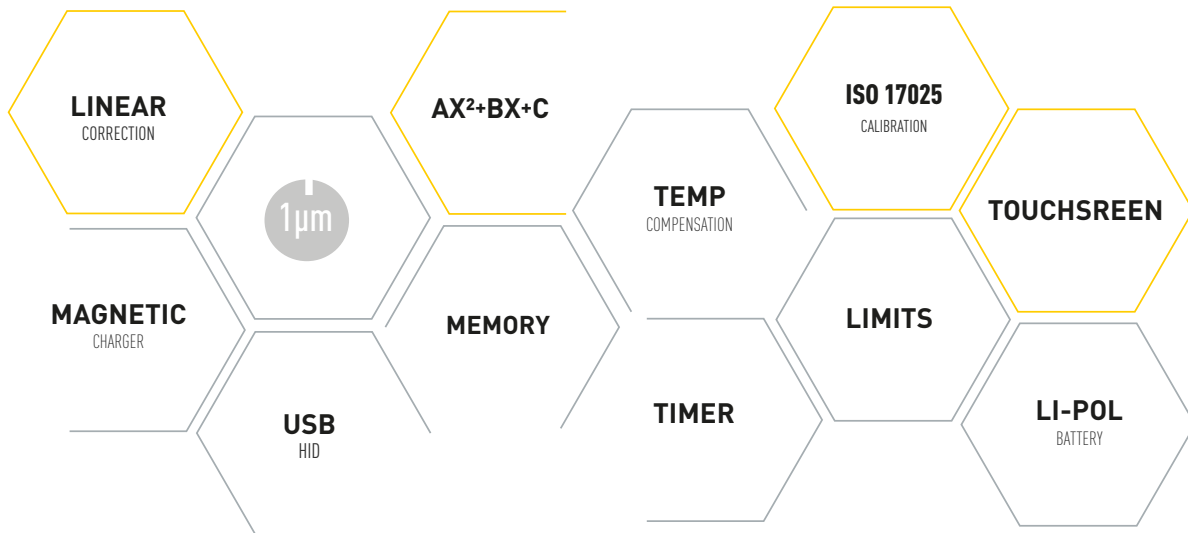 LINEAR
CORRECTION
1µm
AX²+BX+C
MAGNETIC
CHARGER
USB
HID
MEMORY
TEMP
COMPENSATION
ISO 17025
CALIBRATION
TOUCHSREEN
LIMITS
TIMER
LI-POL
BATTERY